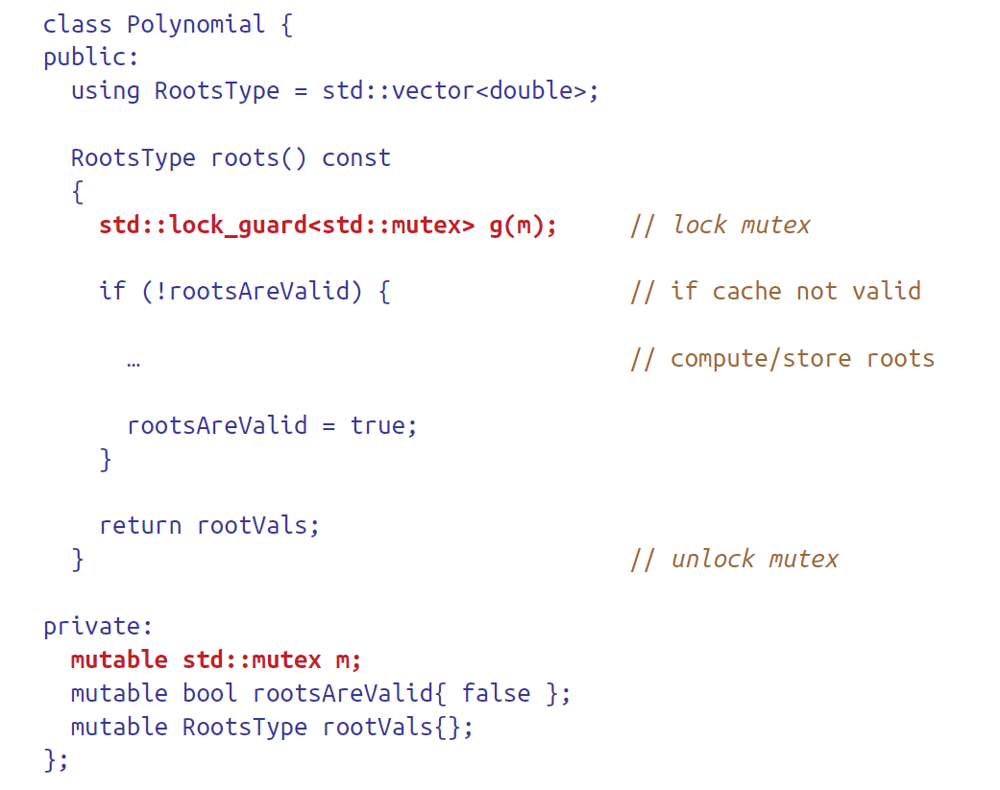 class Polynomial {
public:
  using RootsType = std::vector<double>;

  RootsType roots() const
  {
    std::lock_guard<std::mutex> g(m);     // lock mutex

    if (!rootsAreValid) {                 // if cache not valid

      …                                   // compute/store roots

      rootsAreValid = true;
    }

    return rootVals;
  }                                       // unlock mutex

private:
  mutable std::mutex m;
  mutable bool rootsAreValid{ false };
  mutable RootsType rootVals{};
};